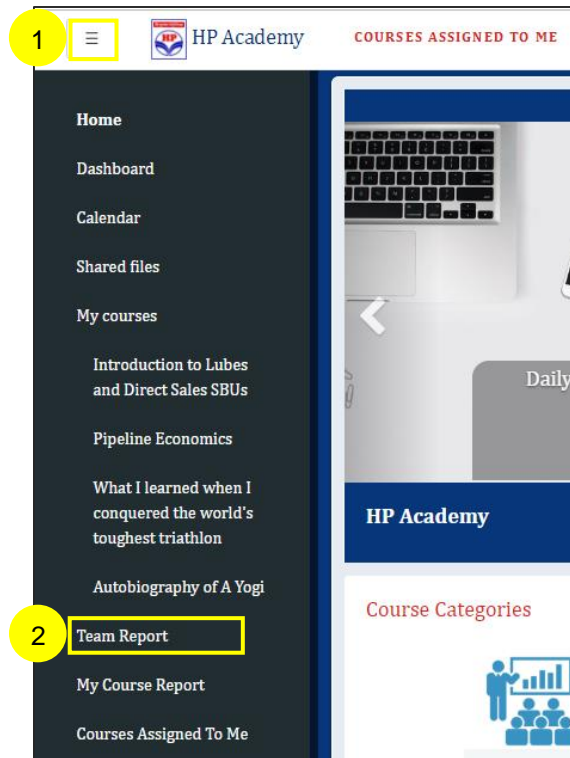 1
☰
HP
HP Academy
COURSES ASSIGNED TO ME
Home
Dashboard
Calendar
Shared files
My courses
Introduction to Lubes
and Direct Sales SBUs
Pipeline Economics
What I learned when I
conquered the world's
toughest triathlon
Autobiography of A Yogi
2
Team Report
My Course Report
Courses Assigned To Me
Daily
HP Academy
Course Categories